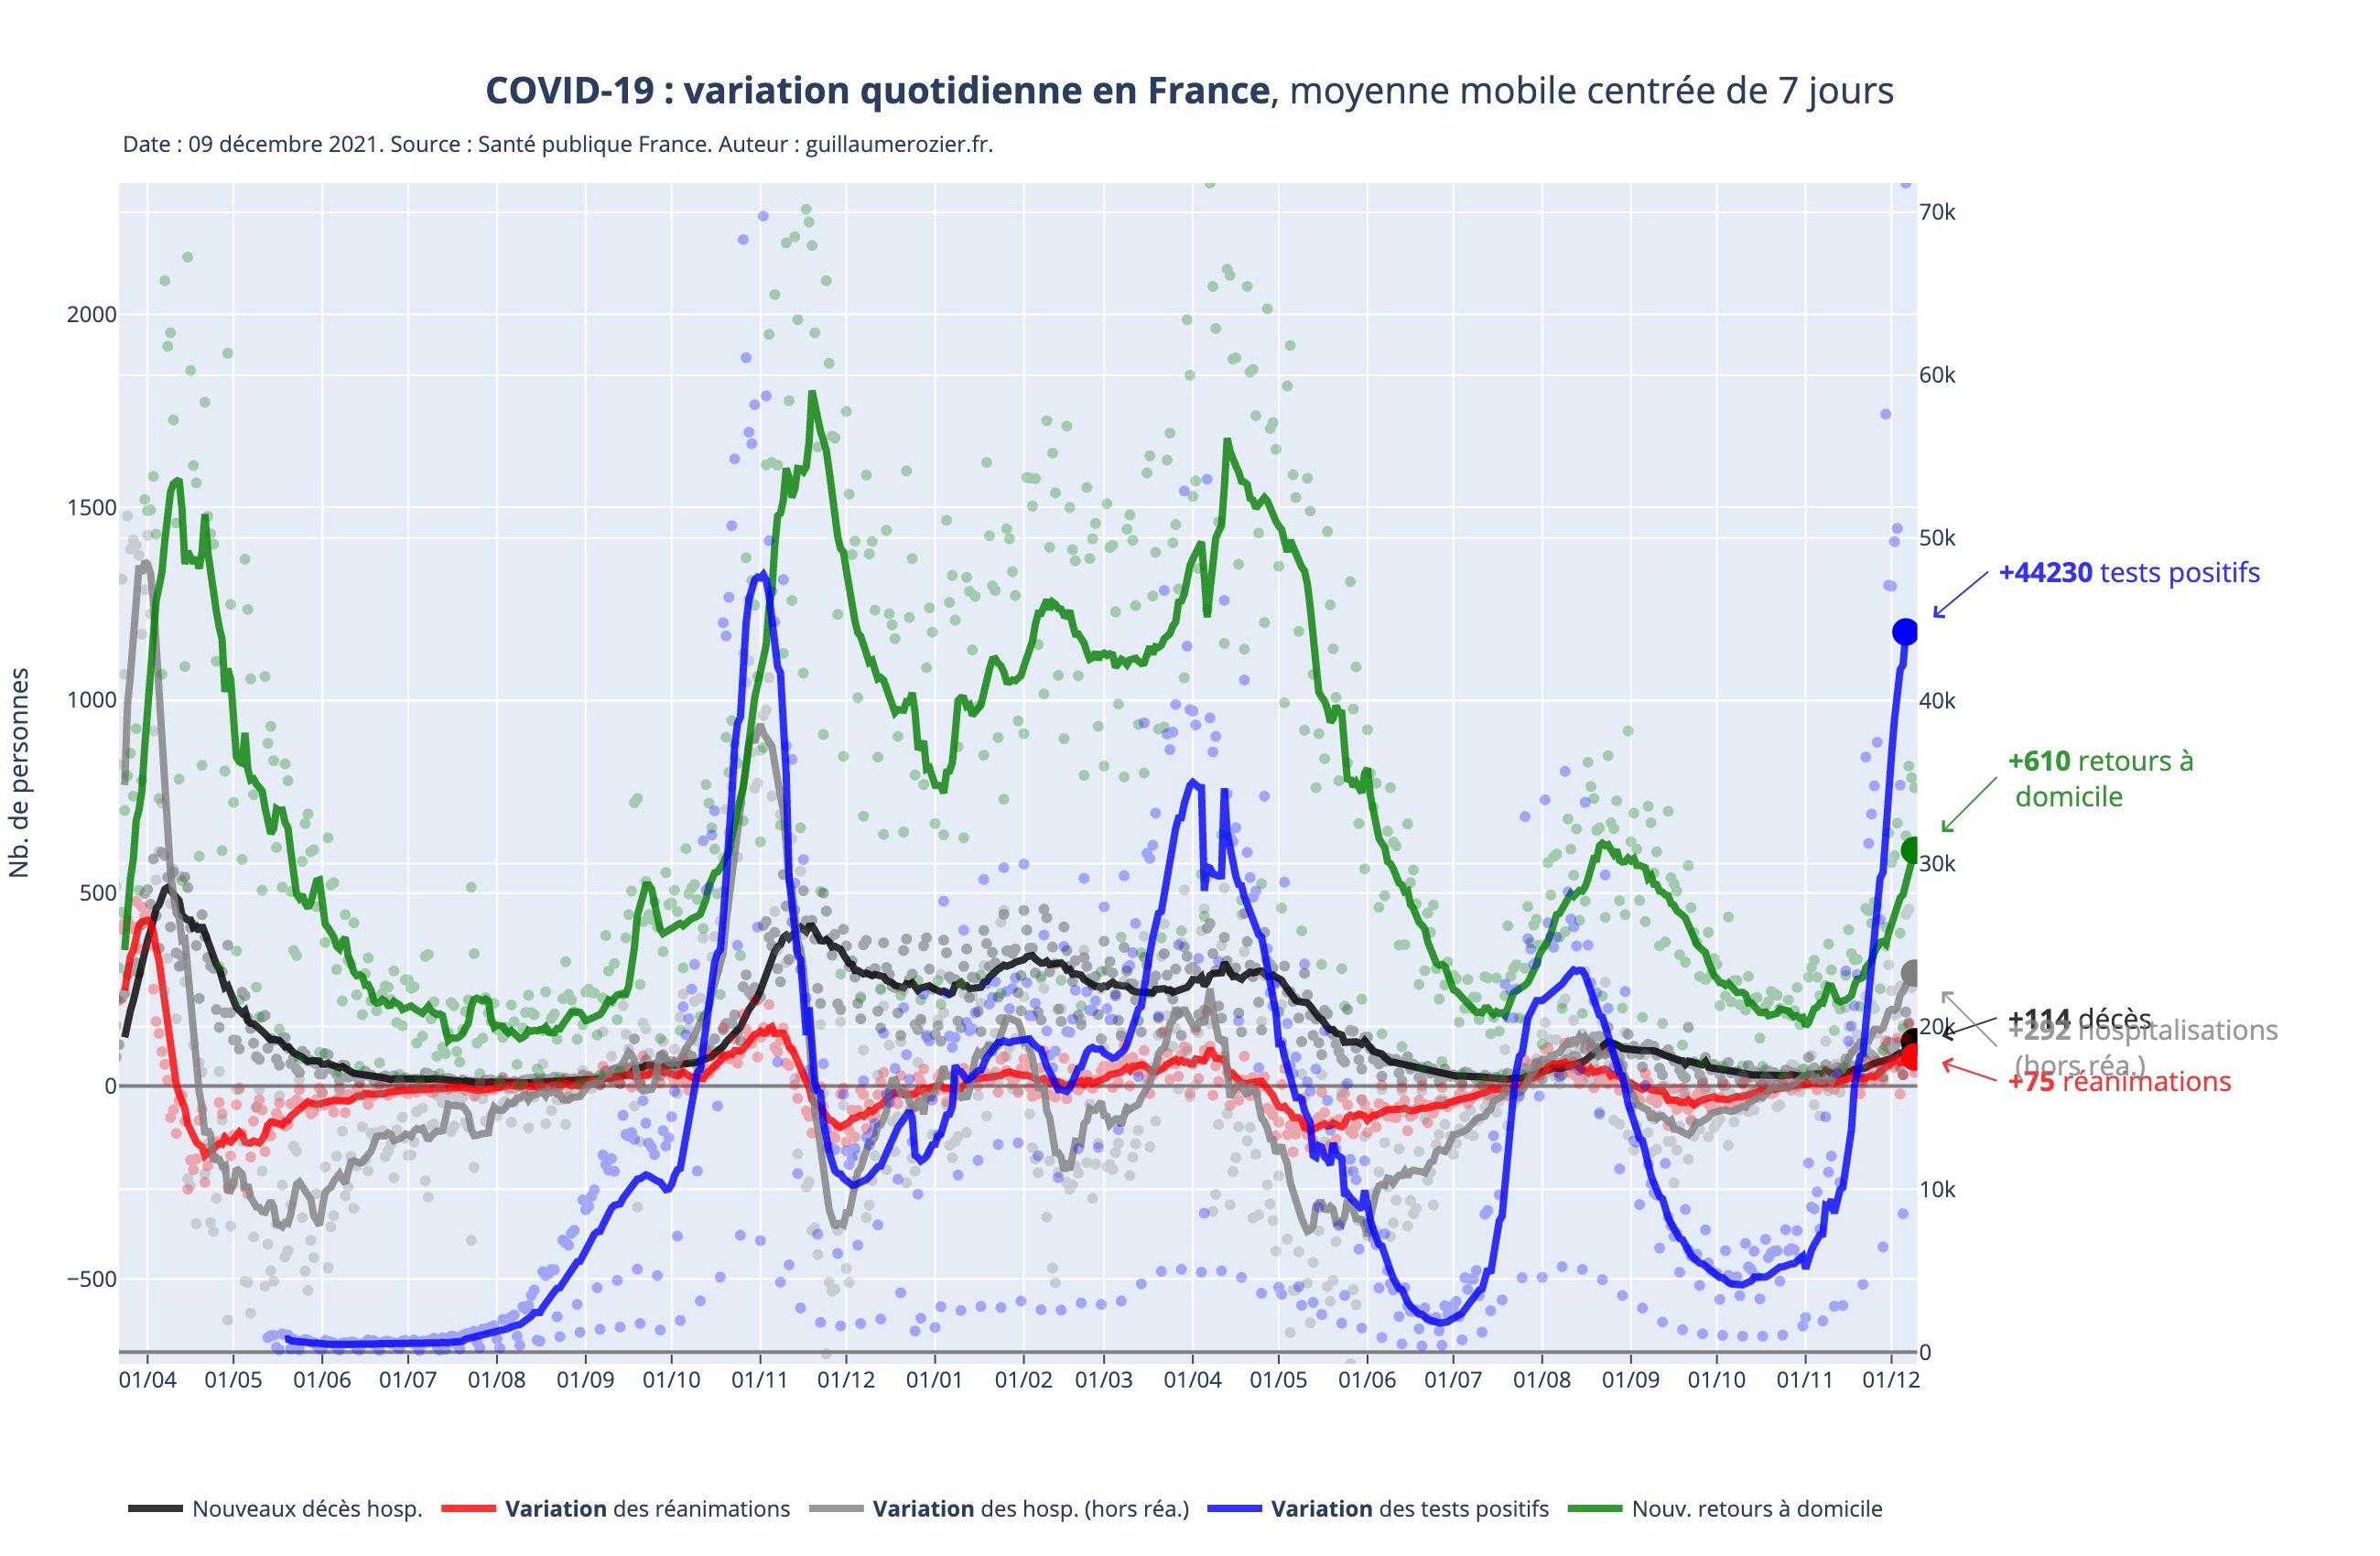 COVID-19 : variation quotidienne en France, moyenne mobile centrée de 7 jours
Date : 09 décembre 2021. Source : Santé publique France. Auteur : guillaumerozier.fr.
Nb. de personnes
2000
1500
1000
500
0
−500
70k
60k
50k
40k
30k
20k
10k
0
+44230 tests positifs
+610 retours à
domicile
+114 décès
+292 hospitalisations
(hors réa.)
+75 réanimations
01/04 01/05 01/06 01/07 01/08 01/09 01/10 01/11 01/12 01/01 01/02 01/03 01/04 01/05 01/06 01/07 01/08 01/09 01/10 01/11 01/12
Nouveaux décès hosp. Variation des réanimations Variation des hosp. (hors réa.) Variation des tests positifs Nouv. retours à domicile